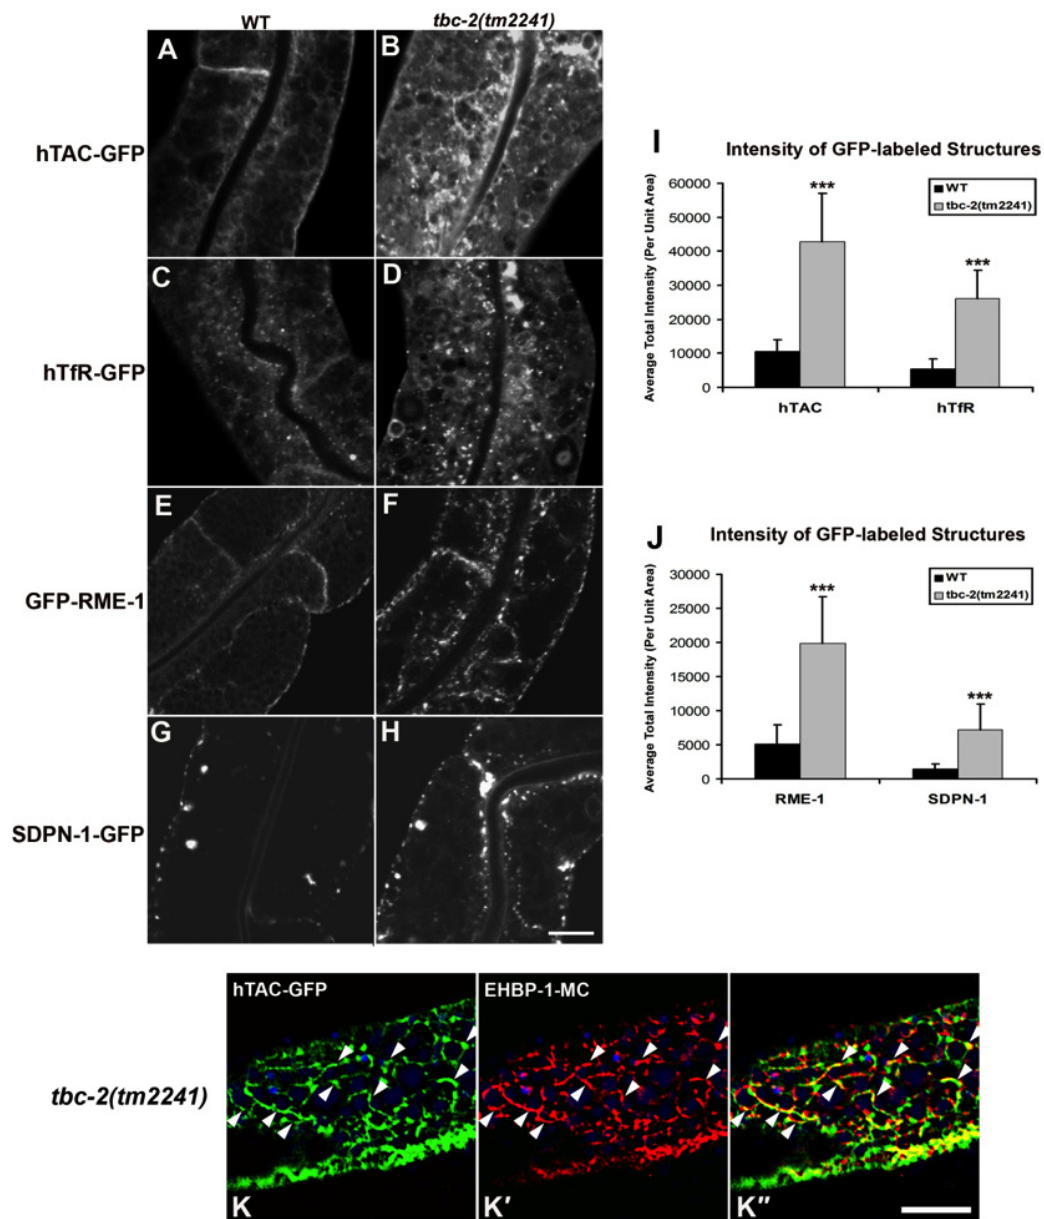 WT
tbc-2(tm2241)
A
B
hTAC-GFP
C
D
hTfR-GFP
E
F
GFP-RME-1
G
H
SDPN-1-GFP
I
Intensity of GFP-labeled Structures
Average Total Intensity (Per Unit Area)
60000
50000
40000
30000
20000
10000
0
***
***
WT
tbc-2(tm2241)
hTAC
hTfR
J
Intensity of GFP-labeled Structures
Average Total Intensity (Per Unit Area)
30000
25000
20000
15000
10000
5000
0
***
***
WT
tbc-2(tm2241)
RME-1
SDPN-1
tbc-2(tm2241)
hTAC-GFP
EHBP-1-MC
K
K′
K″